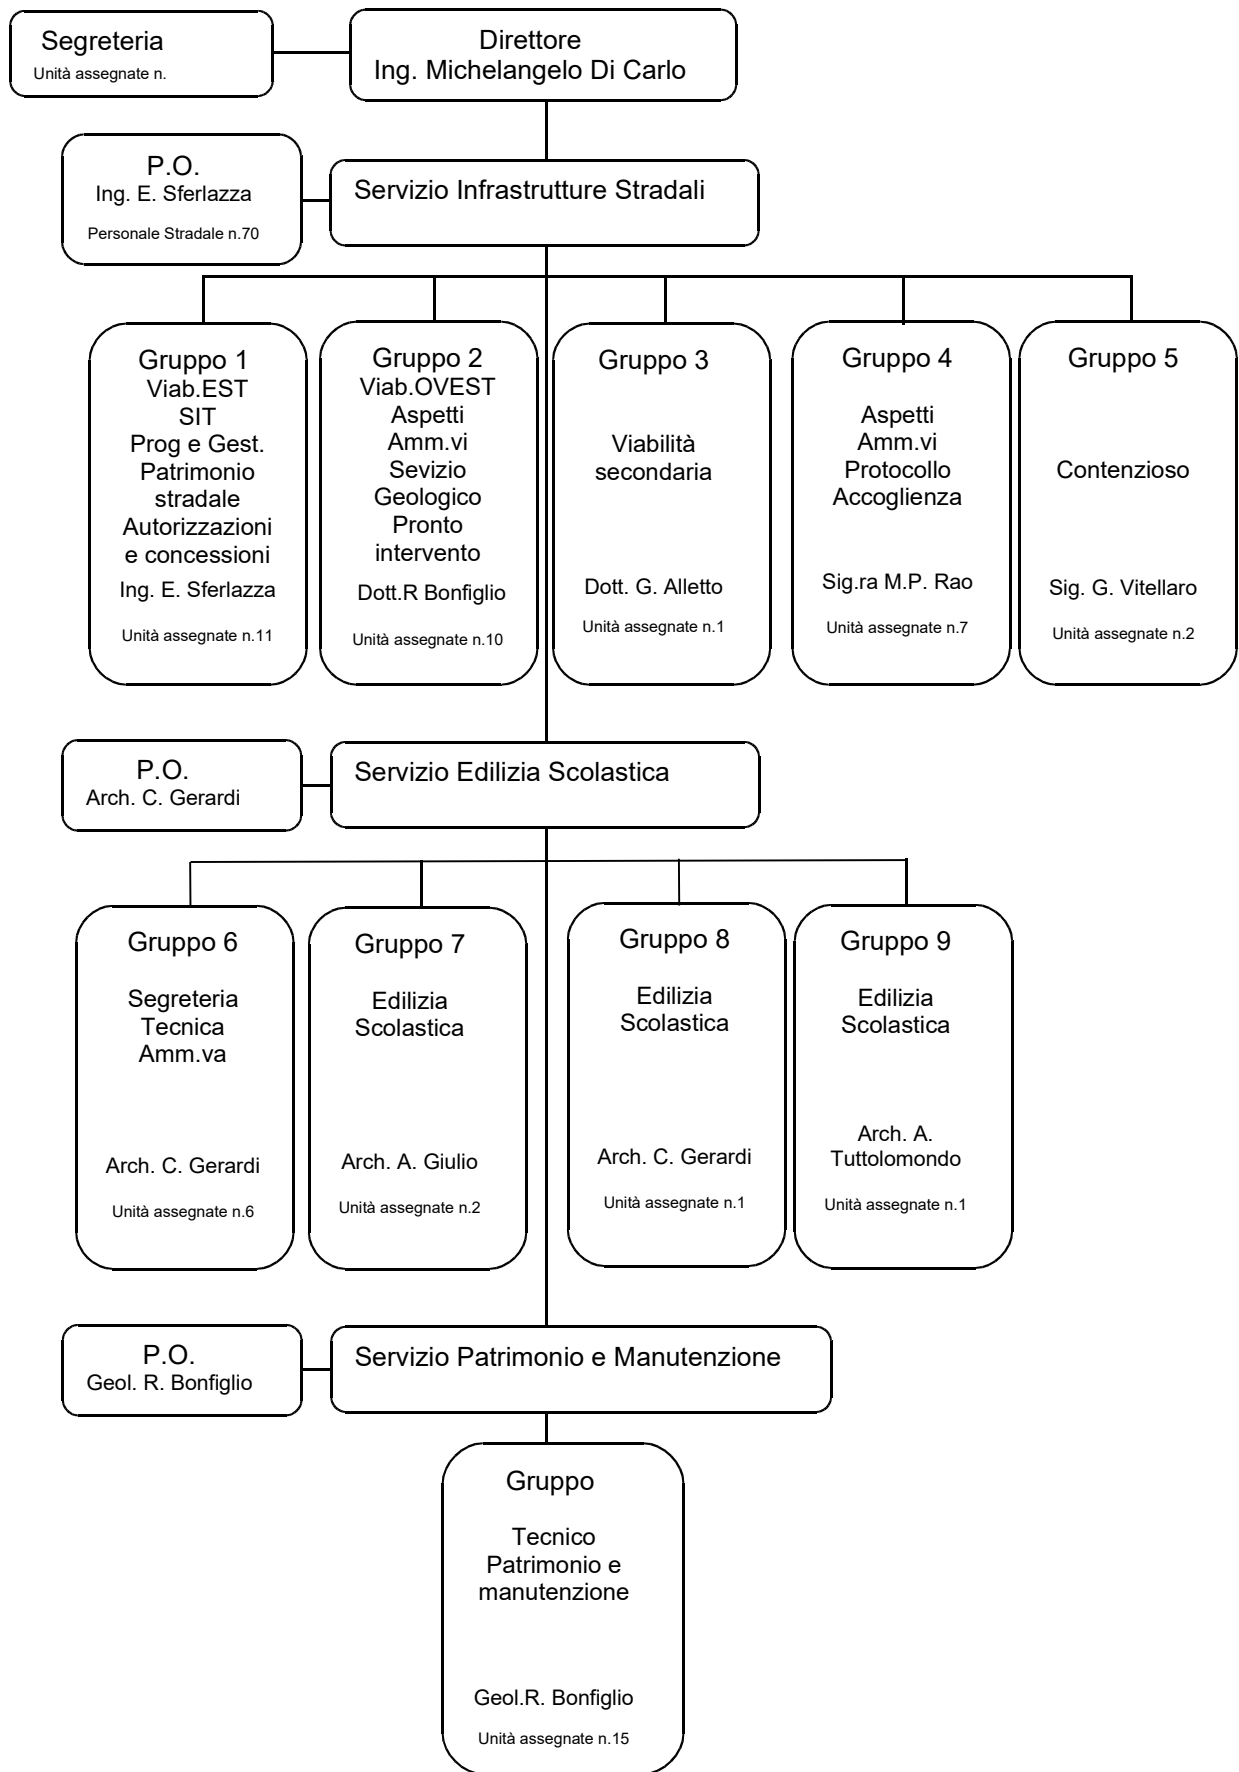 Segreteria
Unità assegnate n.
Direttore
Ing. Michelangelo Di Carlo
P.O.
Ing. E. Sferlazza
Personale Stradale n.70
Servizio Infrastrutture Stradali
Gruppo 1
Viab.EST
SIT
Prog e Gest.
Patrimonio
stradale
Autorizzazioni
e concessioni
Ing. E. Sferlazza
Unità assegnate n.11
Gruppo 2
Viab.OVEST
Aspetti
Amm.vi
Sevizio
Geologico
Pronto
intervento
Dott.R Bonfiglio
Unità assegnate n.10
Gruppo 3
Viabilità
secondaria
Dott. G. Alletto
Unità assegnate n.1
Gruppo 4
Aspetti
Amm.vi
Protocollo
Accoglienza
Sig.ra M.P. Rao
Unità assegnate n.7
Gruppo 5
Contenzioso
Sig. G. Vitellaro
Unità assegnate n.2
P.O.
Arch. C. Gerardi
Servizio Edilizia Scolastica
Gruppo 6
Segreteria
Tecnica
Amm.va
Arch. C. Gerardi
Unità assegnate n.6
Gruppo 7
Edilizia
Scolastica
Arch. A. Giulio
Unità assegnate n.2
Gruppo 8
Edilizia
Scolastica
Arch. C. Gerardi
Unità assegnate n.1
Gruppo 9
Edilizia
Scolastica
Arch. A.
Tuttolomondo
Unità assegnate n.1
P.O.
Geol. R. Bonfiglio
Servizio Patrimonio e Manutenzione
Gruppo
Tecnico
Patrimonio e
manutenzione
Geol.R. Bonfiglio
Unità assegnate n.15